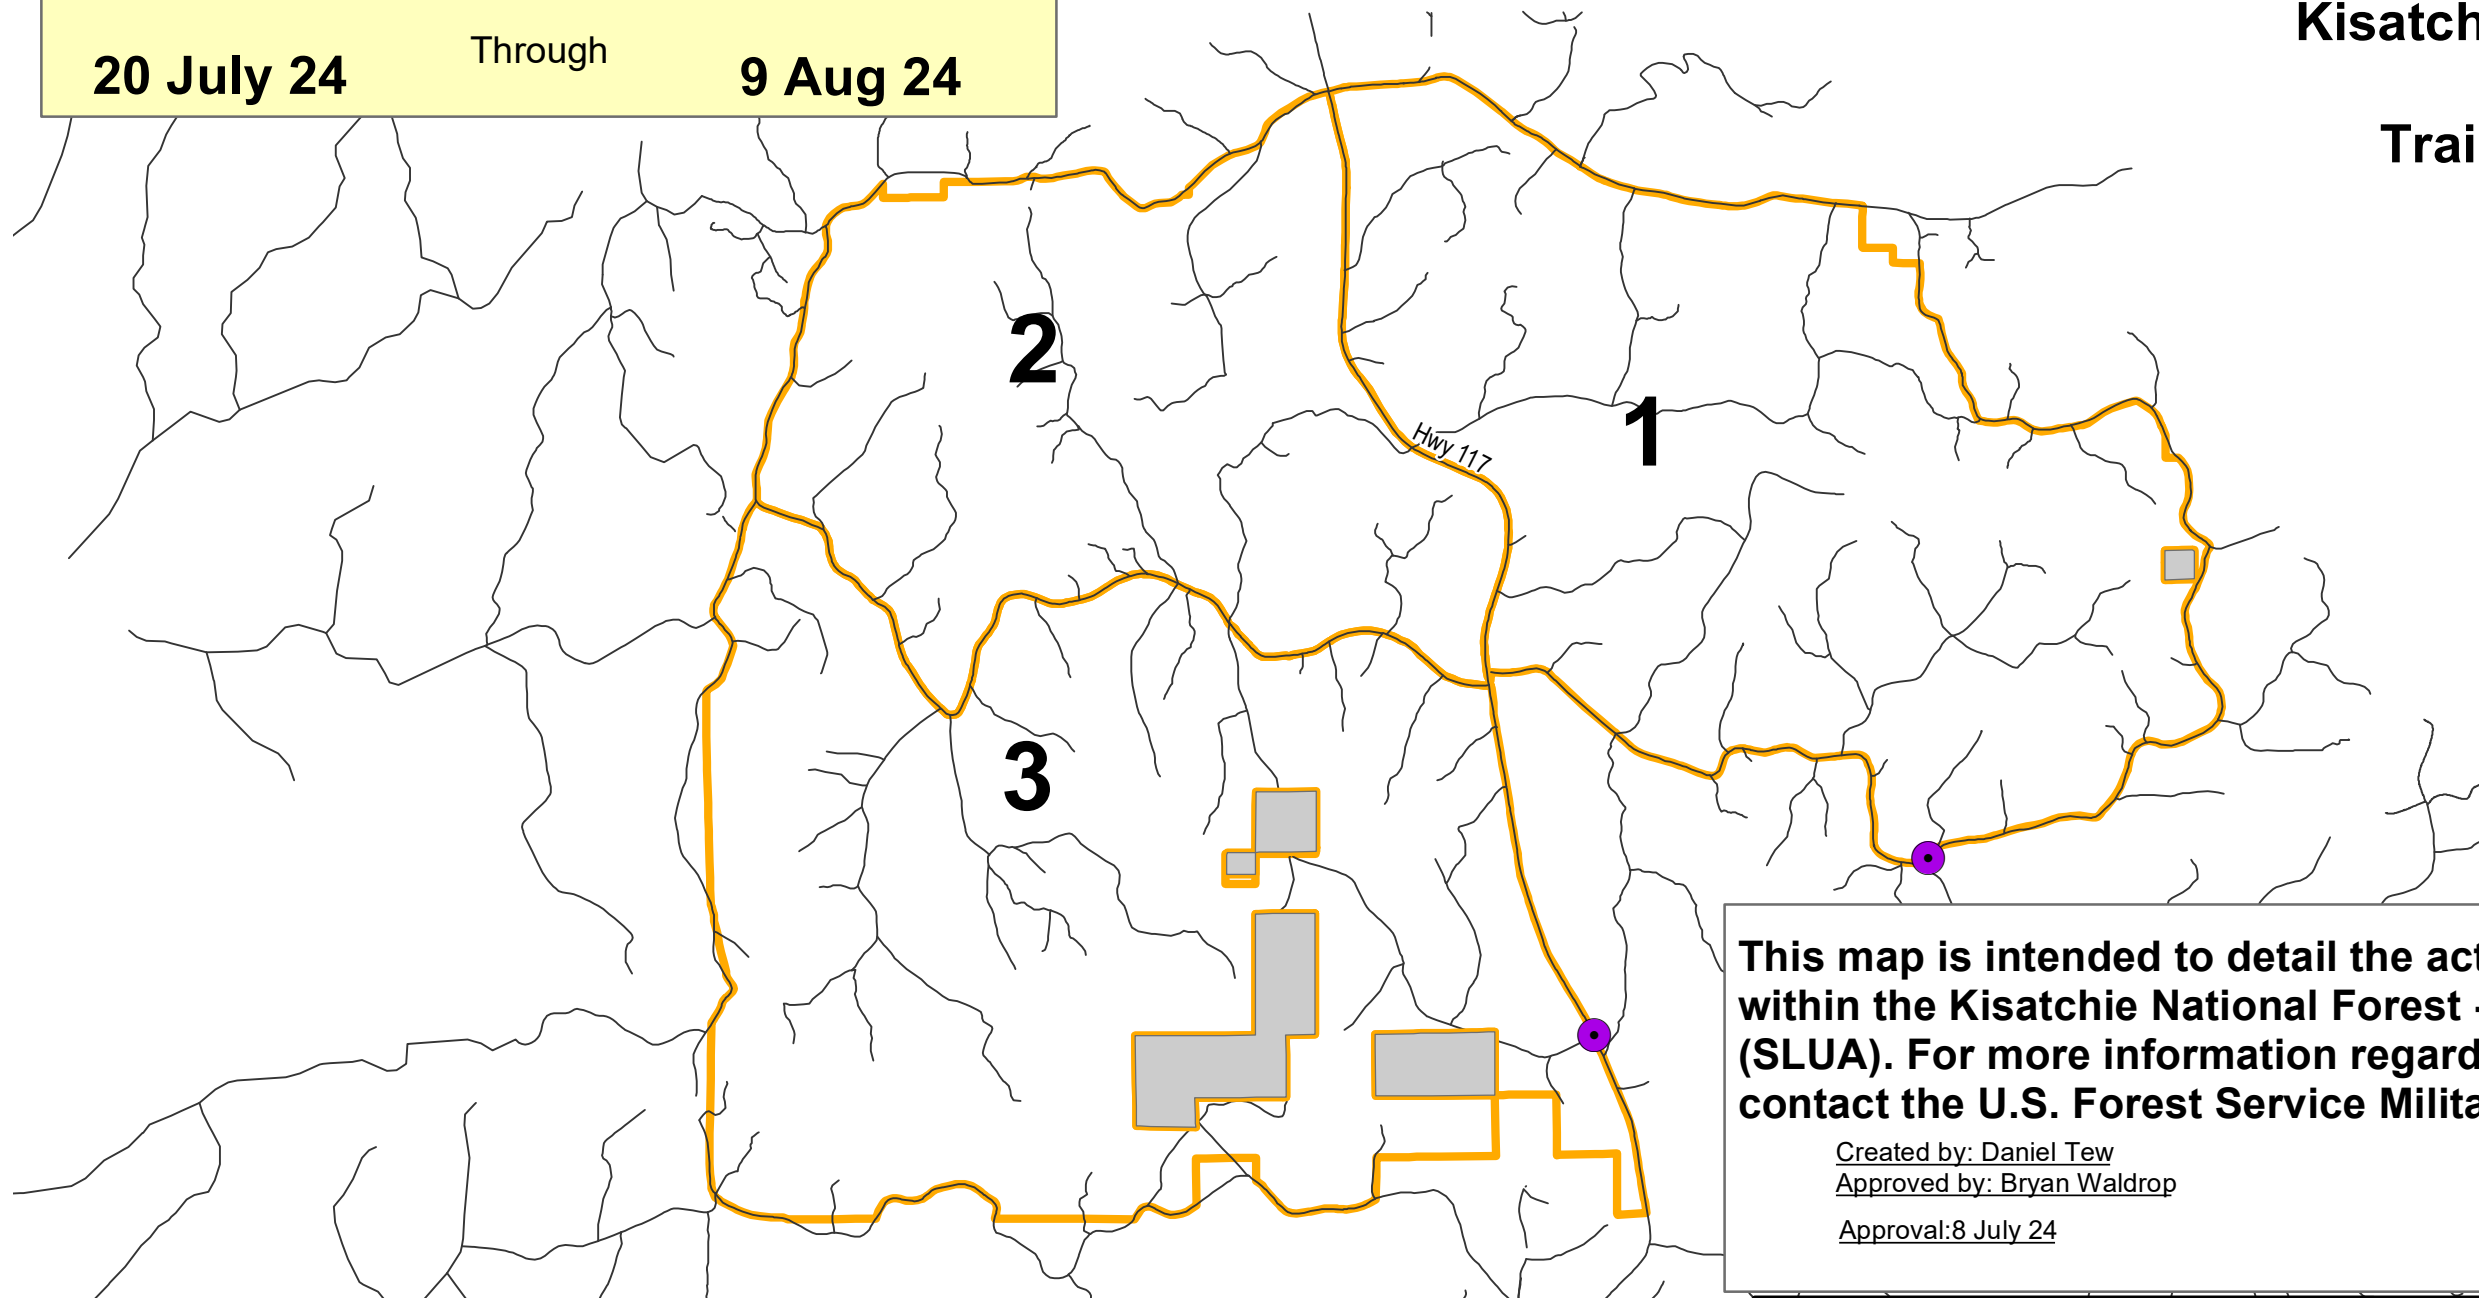 20 July 24 Through 9 Aug 24
Kisatch
Trai
2
1
Hwy 117
3
This map is intended to detail the act
within the Kisatchie National Forest -
(SLUA). For more information regard
contact the U.S. Forest Service Milita
Created by: Daniel Tew
Approved by: Bryan Waldrop
Approval:8 July 24